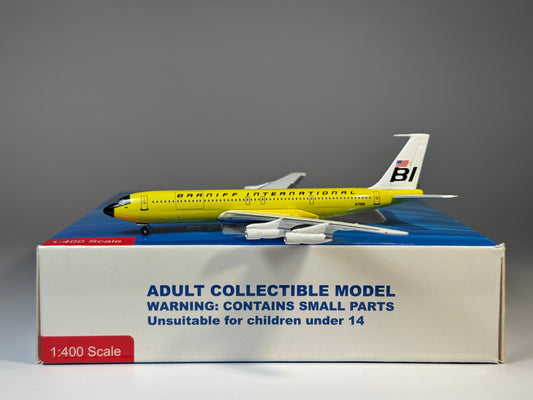 BRANIFF INTERNATIONAL
BI
1:400 Scale
ADULT COLLECTIBLE MODEL
WARNING: CONTAINS SMALL PARTS
Unsuitable for children under 14
1:400 Scale